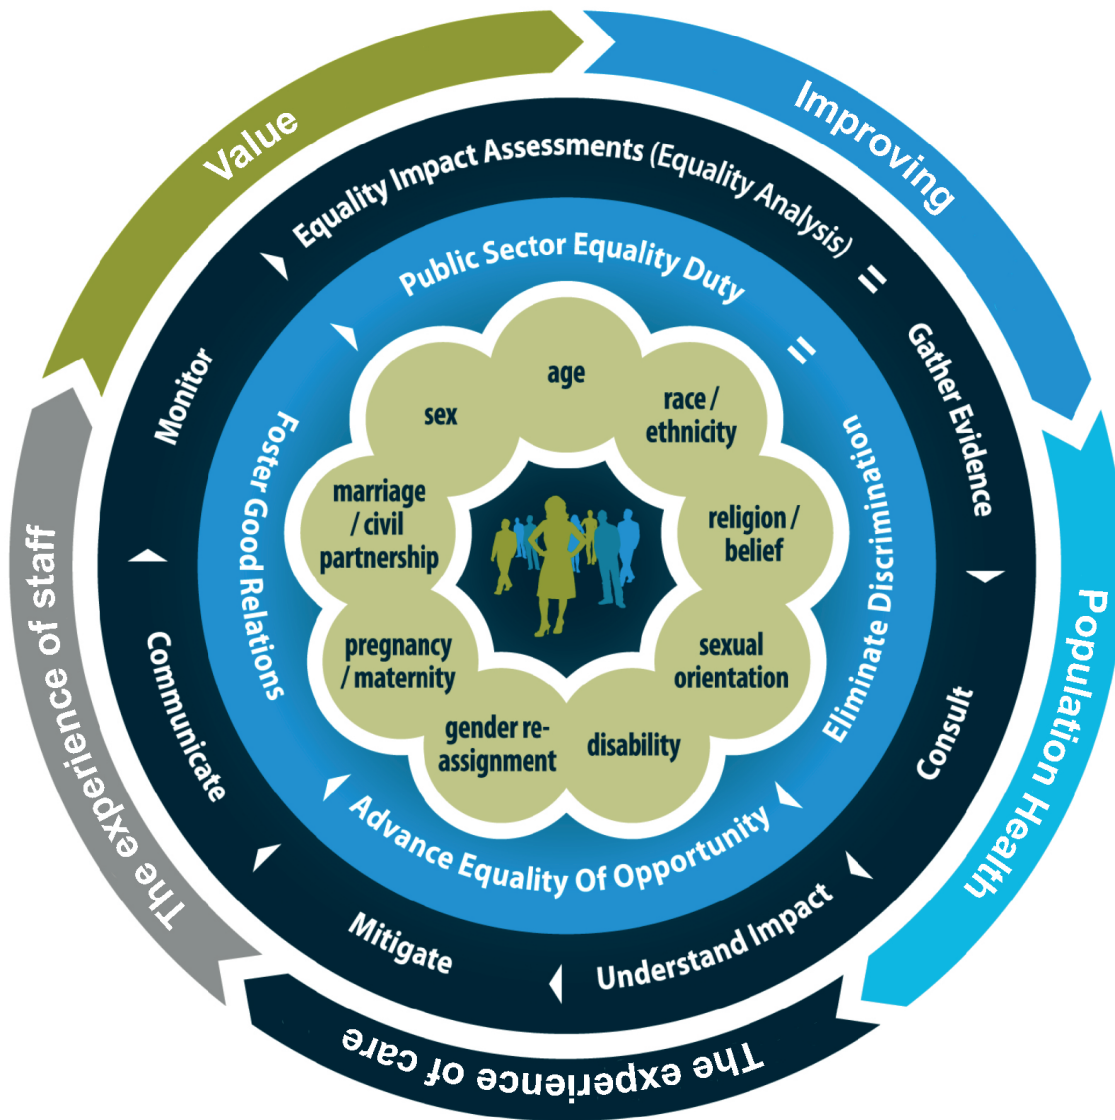 Improving
Population Health
The experience of care
The experience of staff
Value
Equality Impact Assessments (Equality Analysis) =
Gather Evidence
Consult
Understand Impact
Mitigate
Communicate
Monitor
Public Sector Equality Duty =
Eliminate Discrimination
Advance Equality Of Opportunity
Foster Good Relations
age
race /
ethnicity
religion /
belief
sexual
orientation
disability
gender re-
assignment
pregnancy
/ maternity
marriage
/ civil
partnership
sex